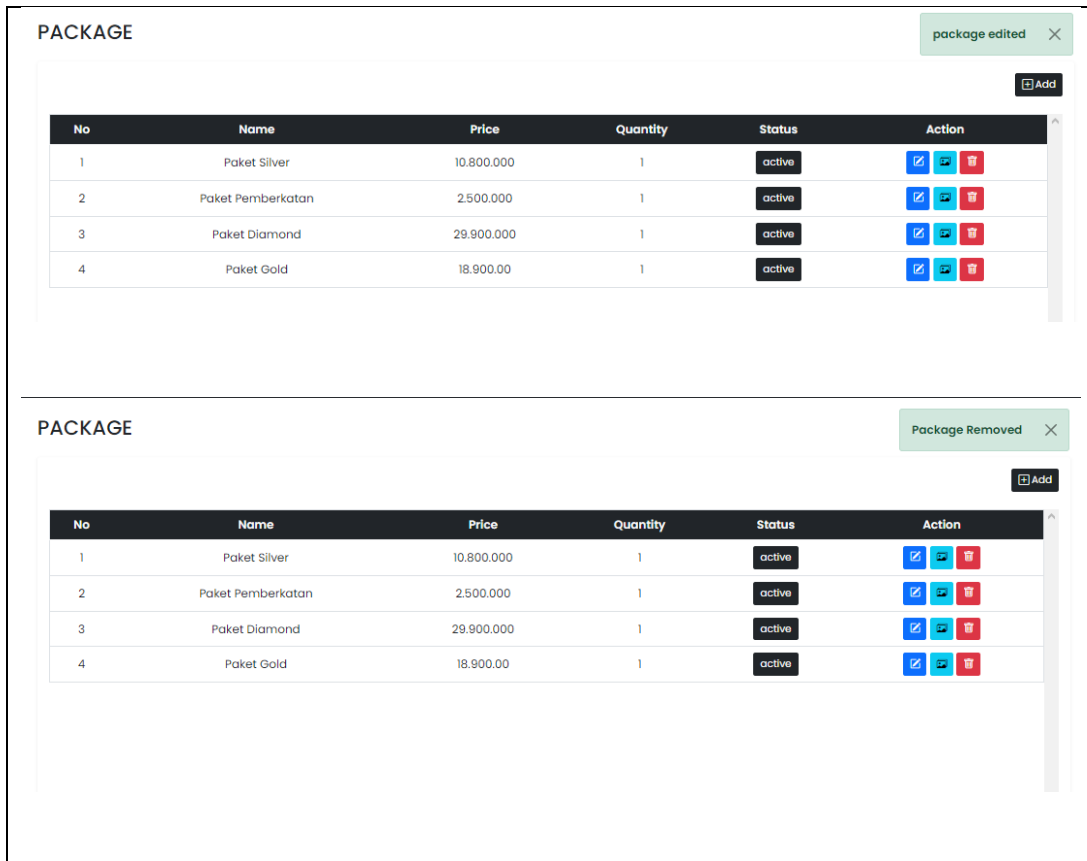 PACKAGE
package edited
Add
No Name Price Quantity Status Action
1 Paket Silver 10.800.000 1 active
2 Paket Pemberkatan 2.500.000 1 active
3 Paket Diamond 29.900.000 1 active
4 Paket Gold 18.900.00 1 active
PACKAGE
Package Removed
Add
No Name Price Quantity Status Action
1 Paket Silver 10.800.000 1 active
2 Paket Pemberkatan 2.500.000 1 active
3 Paket Diamond 29.900.000 1 active
4 Paket Gold 18.900.00 1 active